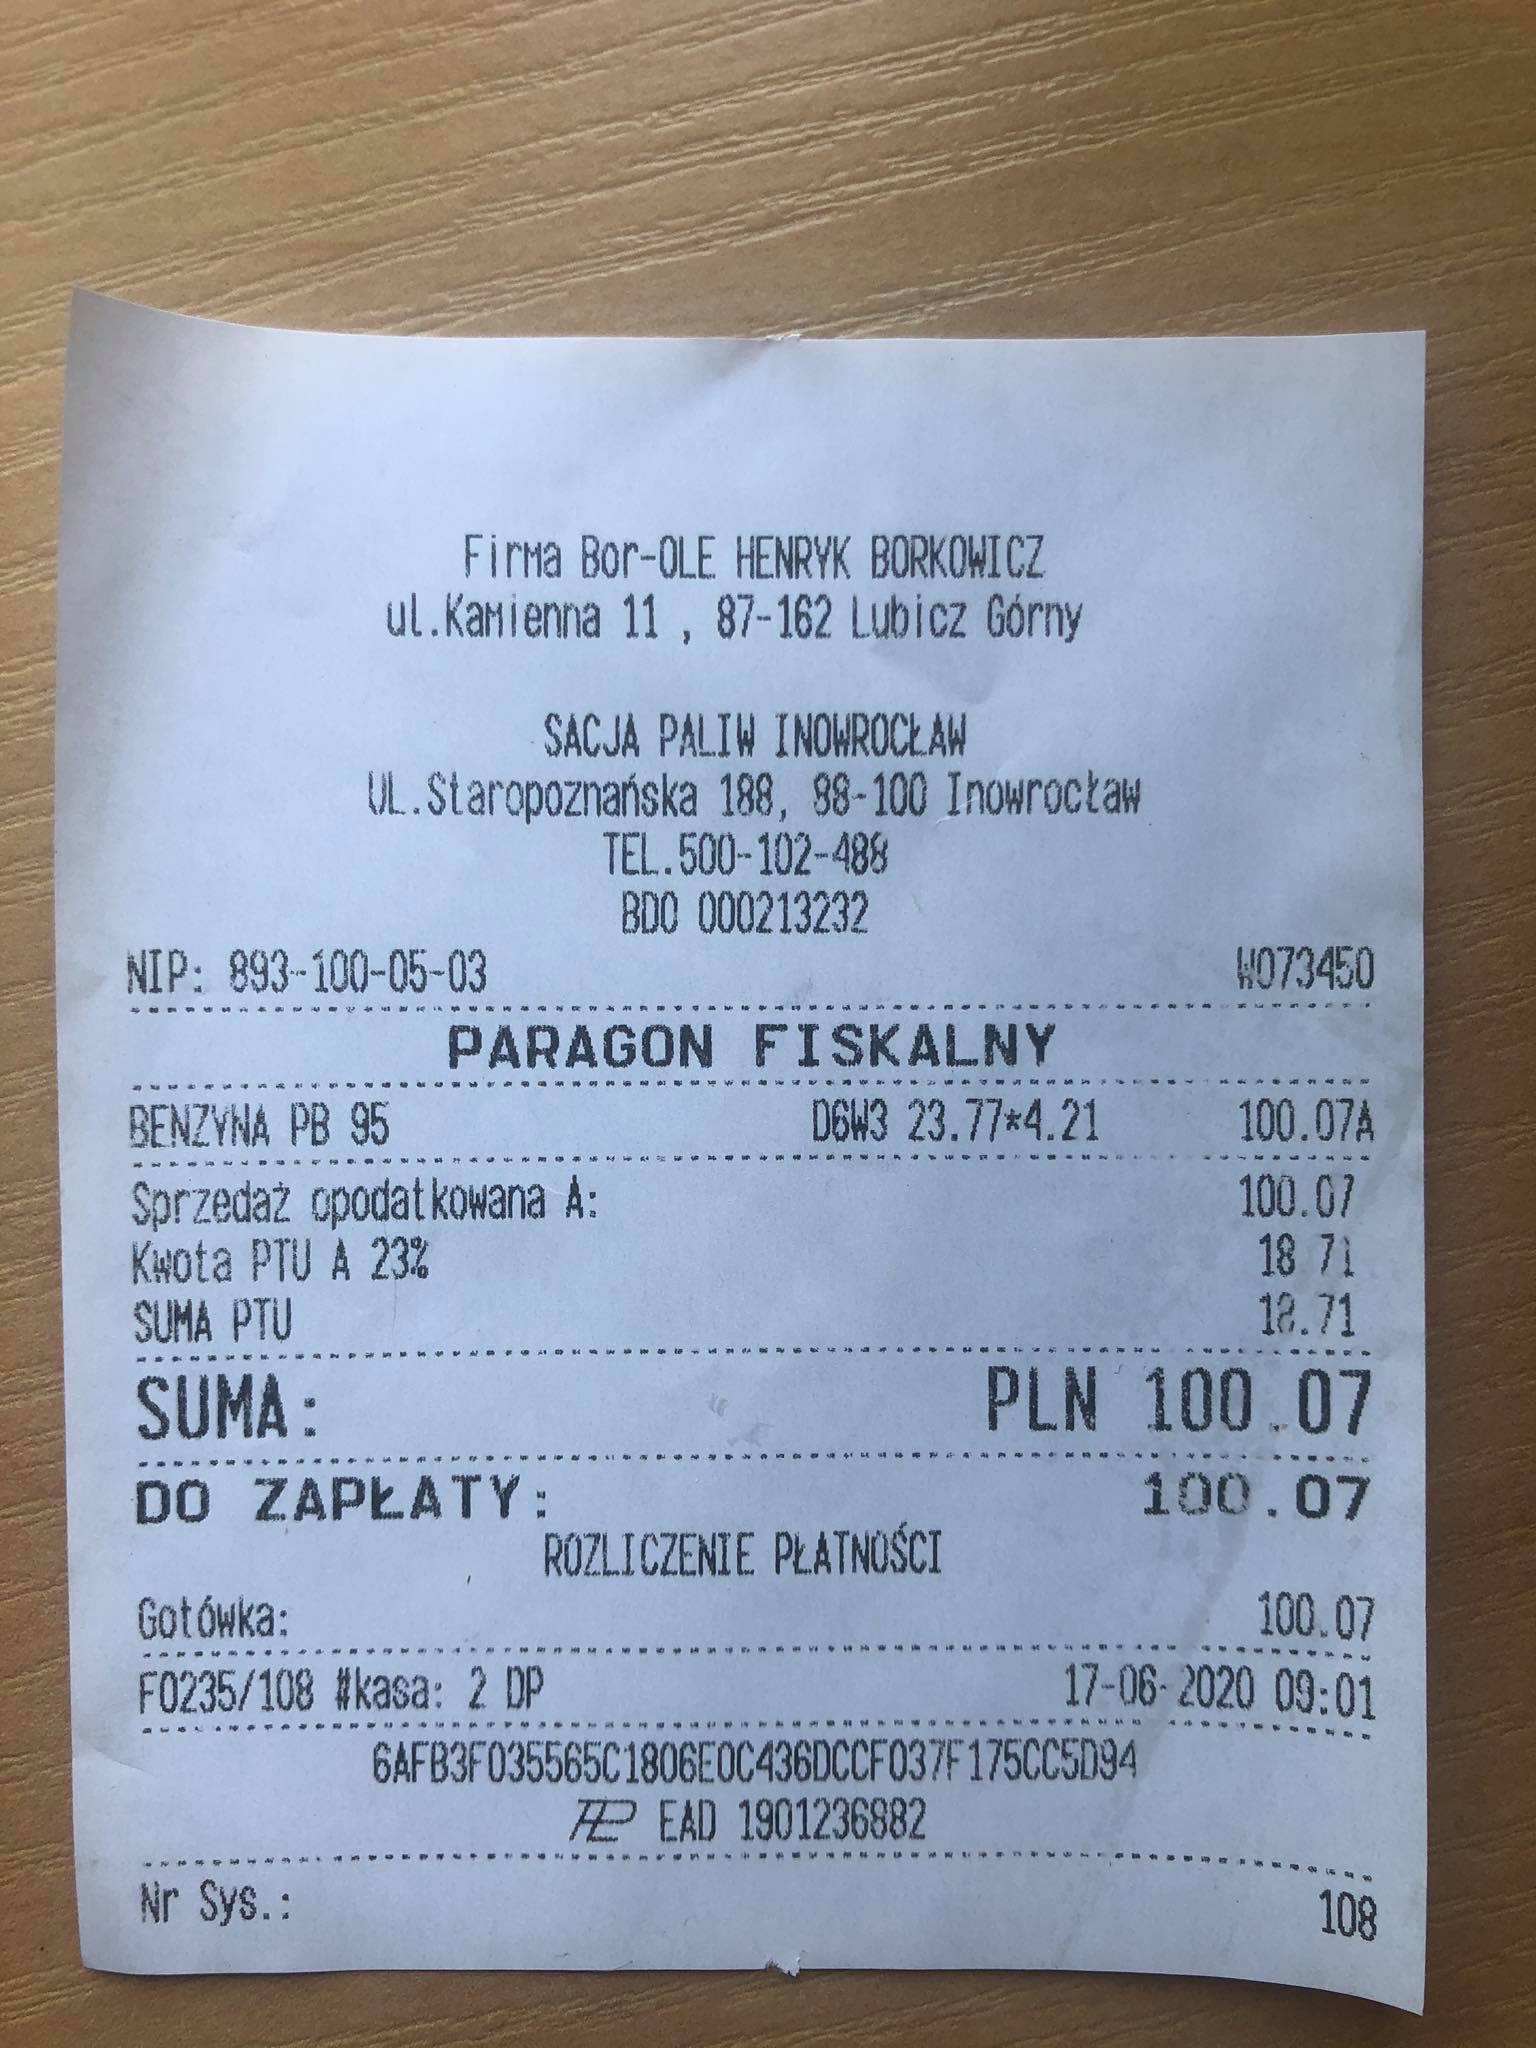 Firma Bor-OLE HENRYK BORKOWICZ
ul.Kamienna 11 , 87-162 Lubicz Górny
SACJA PALIW INOWROCŁAW
UL.Staropoznańska 188, 88-100 Inowrocław
TEL.500-102-488
BDO 000213232
NIP: 893-100-05-03 W073450
PARAGON FISKALNY
BENZYNA PB 95 D6W3 23.77*4.21 100.07A
Sprzedaż opodatkowana A: 100.07
Kwota PTU A 23% 18 71
SUMA PTU 18.71
SUMA: PLN 100.07
DO ZAPŁATY: 100.07
ROZLICZENIE PŁATNOŚCI
Gotówka: 100.07
F0235/108 #kasa: 2 DP 17-06-2020 09:01
6AFB3F035565C1806E0C436DCCF037F175CC5D94
EAD 1901236882
Nr Sys.: 108